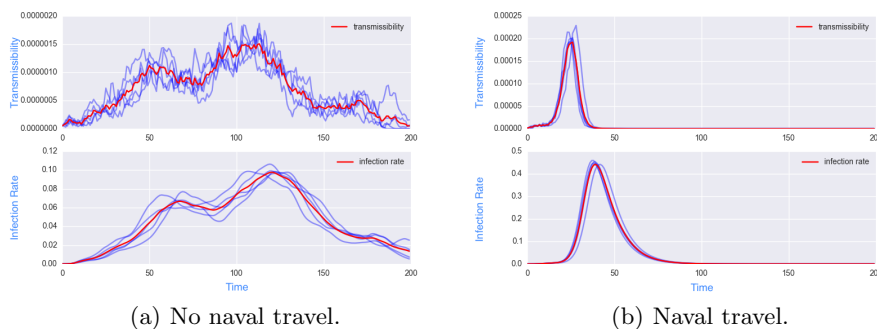 0.0000020
0.0000015
0.0000010
0.0000005
0.0000000
Transmissibility
transmissibility
0 50 100 150 200
0.12
0.10
0.08
0.06
0.04
0.02
0.00
Infection Rate
infection rate
0 50 100 150 200
Time
(a) No naval travel.
0.00025
0.00020
0.00015
0.00010
0.00005
0.00000
Transmissibility
transmissibility
0 50 100 150 200
0.5
0.4
0.3
0.2
0.1
0.0
Infection Rate
infection rate
0 50 100 150 200
Time
(b) Naval travel.